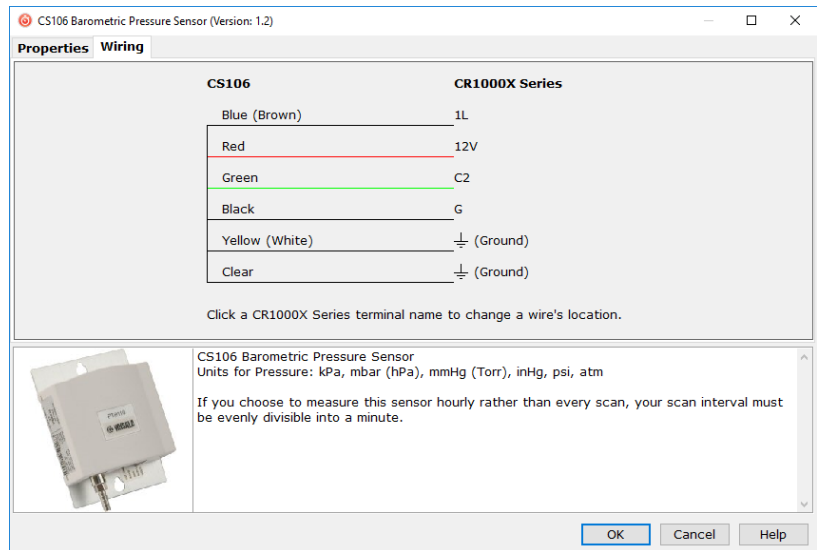 CS106 Barometric Pressure Sensor (Version: 1.2)
Properties Wiring
CS106 CR1000X Series
Blue (Brown) 1L
Red 12V
Green C2
Black G
Yellow (White) (Ground)
Clear (Ground)
Click a CR1000X Series terminal name to change a wire's location.
CS106 Barometric Pressure Sensor
Units for Pressure: kPa, mbar (hPa), mmHg (Torr), inHg, psi, atm
If you choose to measure this sensor hourly rather than every scan, your scan interval must
be evenly divisible into a minute.
OK Cancel Help